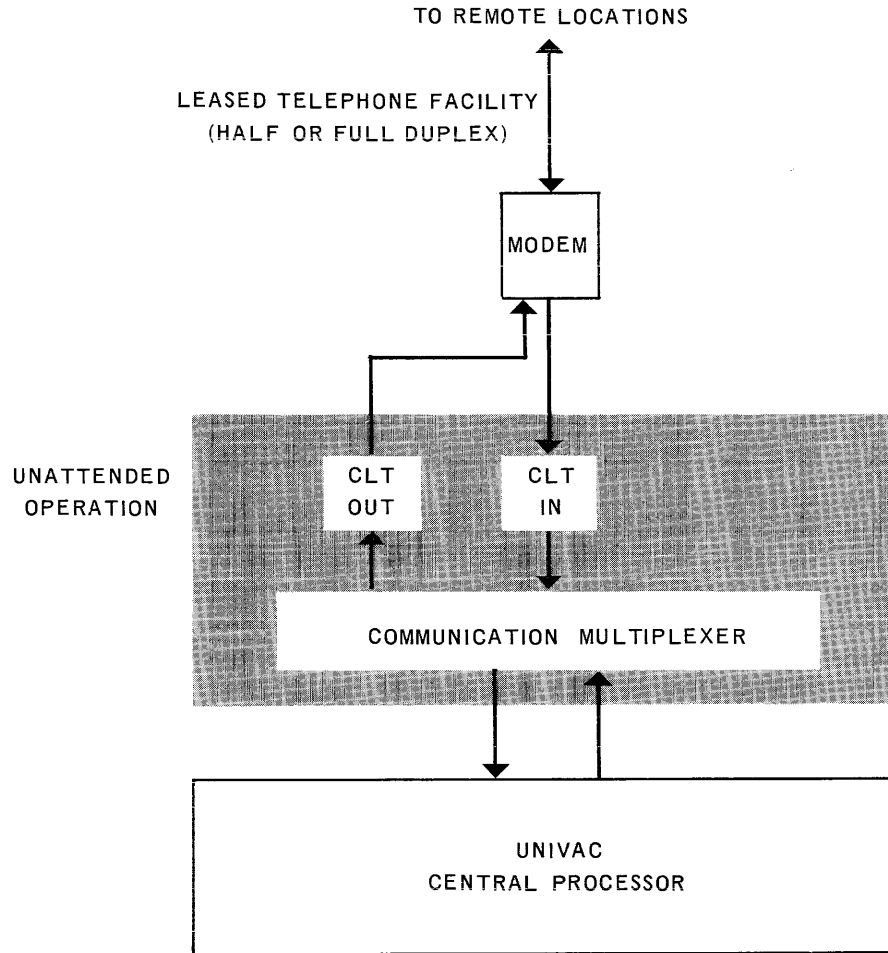 TO REMOTE LOCATIONS
LEASED TELEPHONE FACILITY
(HALF OR FULL DUPLEX)
MODEM
UNATTENDED
OPERATION
CLT
OUT
CLT
IN
COMMUNICATION MULTIPLEXER
UNIVAC
CENTRAL PROCESSOR